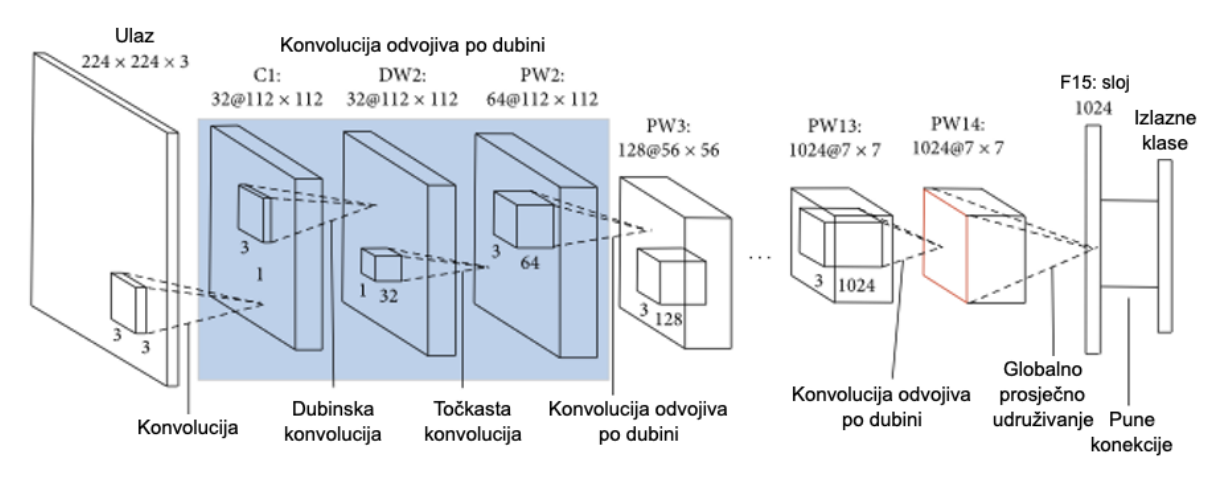 Ulaz
224 × 224 × 3
Konvolucija odvojiva po dubini
C1:
32@112 × 112
DW2:
32@112 × 112
PW2:
64@112 × 112
PW3:
128@56 × 56
PW13:
1024@7 × 7
PW14:
1024@7 × 7
F15: sloj
1024
Izlazne
klase
3
3
3
1
1
32
3
64
3
128
...
3
1024
Konvolucija
Dubinska
konvolucija
Točkasta
konvolucija
Konvolucija odvojiva
po dubini
Konvolucija odvojiva
po dubini
Globalno
prosječno
udruživanje
Pune
konekcije